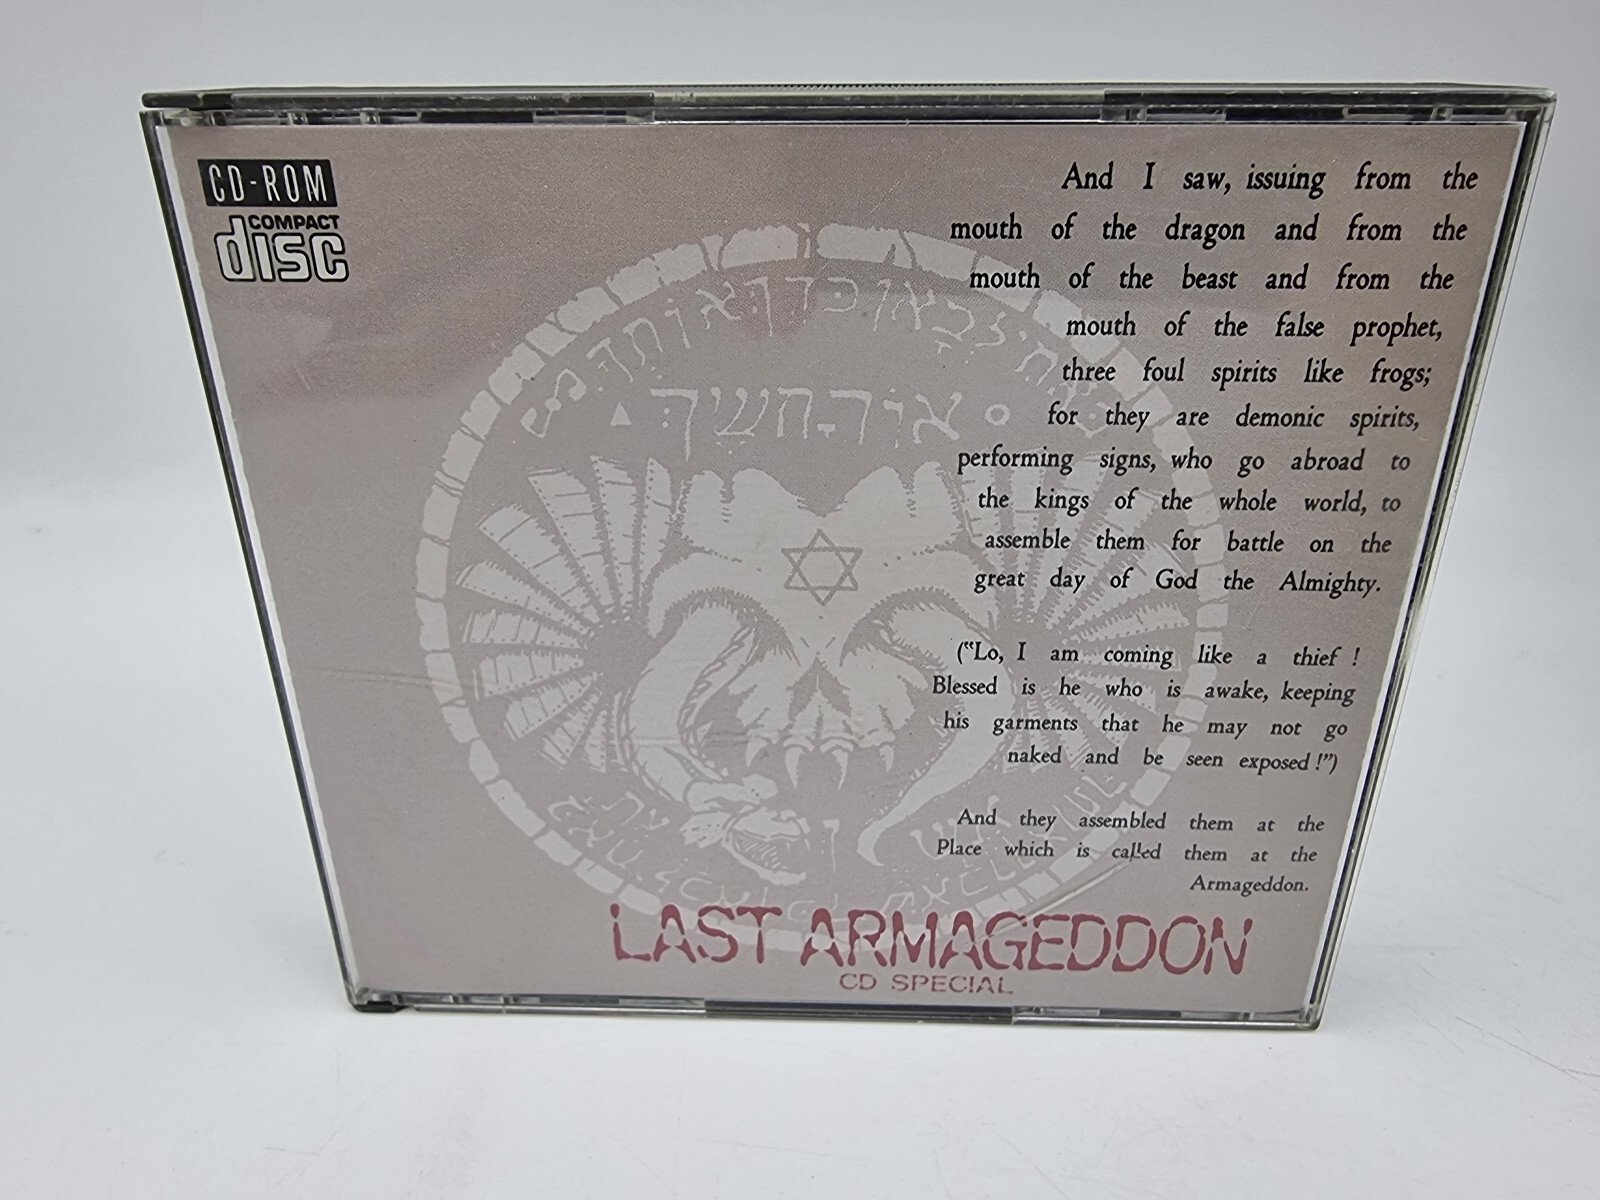 CD-ROM
COMPACT
disc
And I saw, issuing from the
mouth of the dragon and from the
mouth of the beast and from the
mouth of the false prophet,
three foul spirits like frogs;
for they are demonic spirits,
performing signs, who go abroad to
the kings of the whole world, to
assemble them for battle on the
great day of God the Almighty.
("Lo, I am coming like a thief !
Blessed is he who is awake, keeping
his garments that he may not go
naked and be seen exposed !")
And they assembled them at the
Place which is called them at the
Armageddon.
LAST ARMAGEDDON
CD SPECIAL